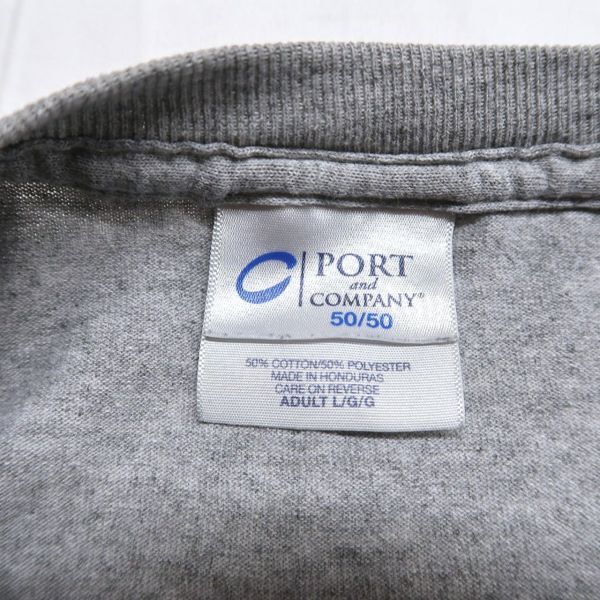 PORT
and
COMPANY®
50/50
50% COTTON/50% POLYESTER
MADE IN HONDURAS
CARE ON REVERSE
ADULT L/G/G